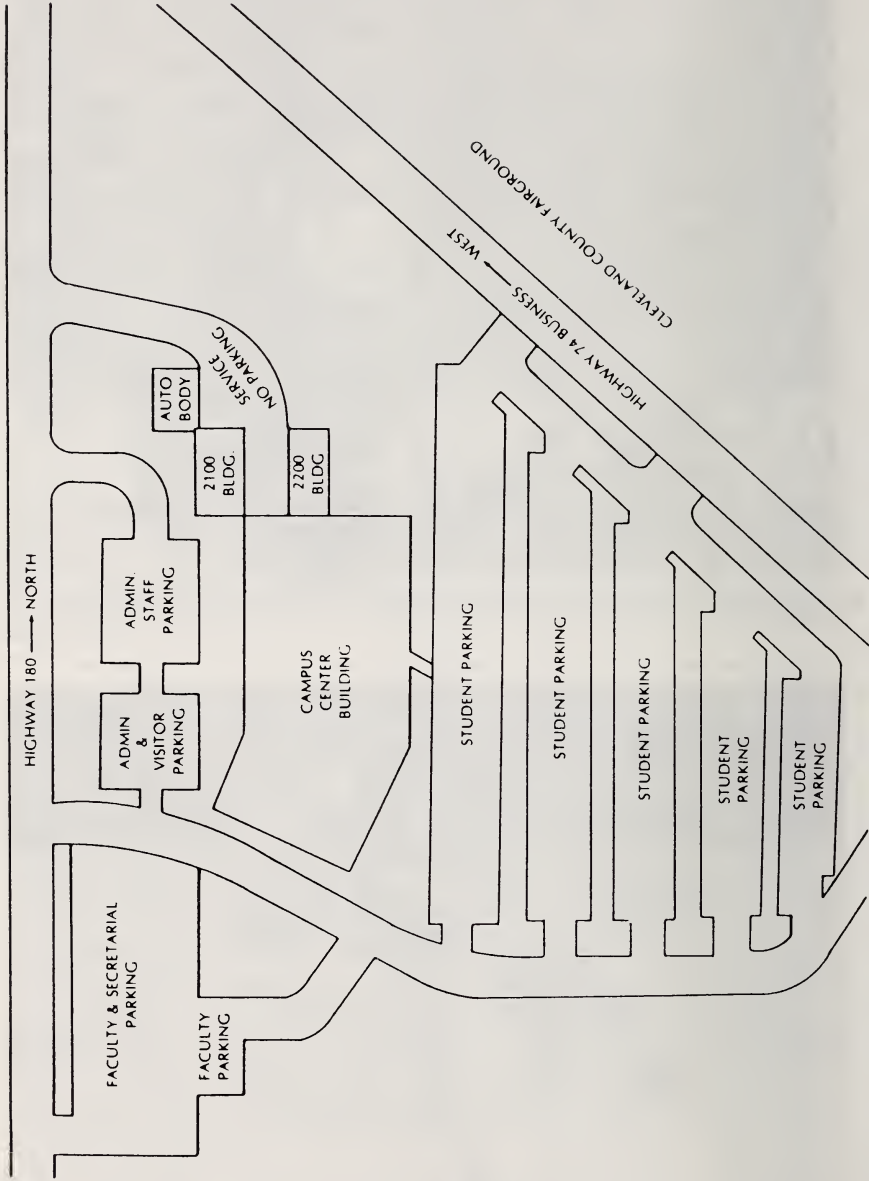 HIGHWAY 180 → NORTH
FACULTY & SECRETARIAL
PARKING
FACULTY
PARKING
ADMIN
&
VISITOR
PARKING
ADMIN.
STAFF
PARKING
AUTO
BODY
2100
BLDG.
2200
BLDG
SERVICE
NO PARKING
CAMPUS
CENTER
BUILDING
STUDENT PARKING
STUDENT PARKING
STUDENT PARKING
STUDENT
PARKING
STUDENT
PARKING
HIGHWAY 74 BUSINESS → WEST
CLEVELAND COUNTY FAIRGROUND